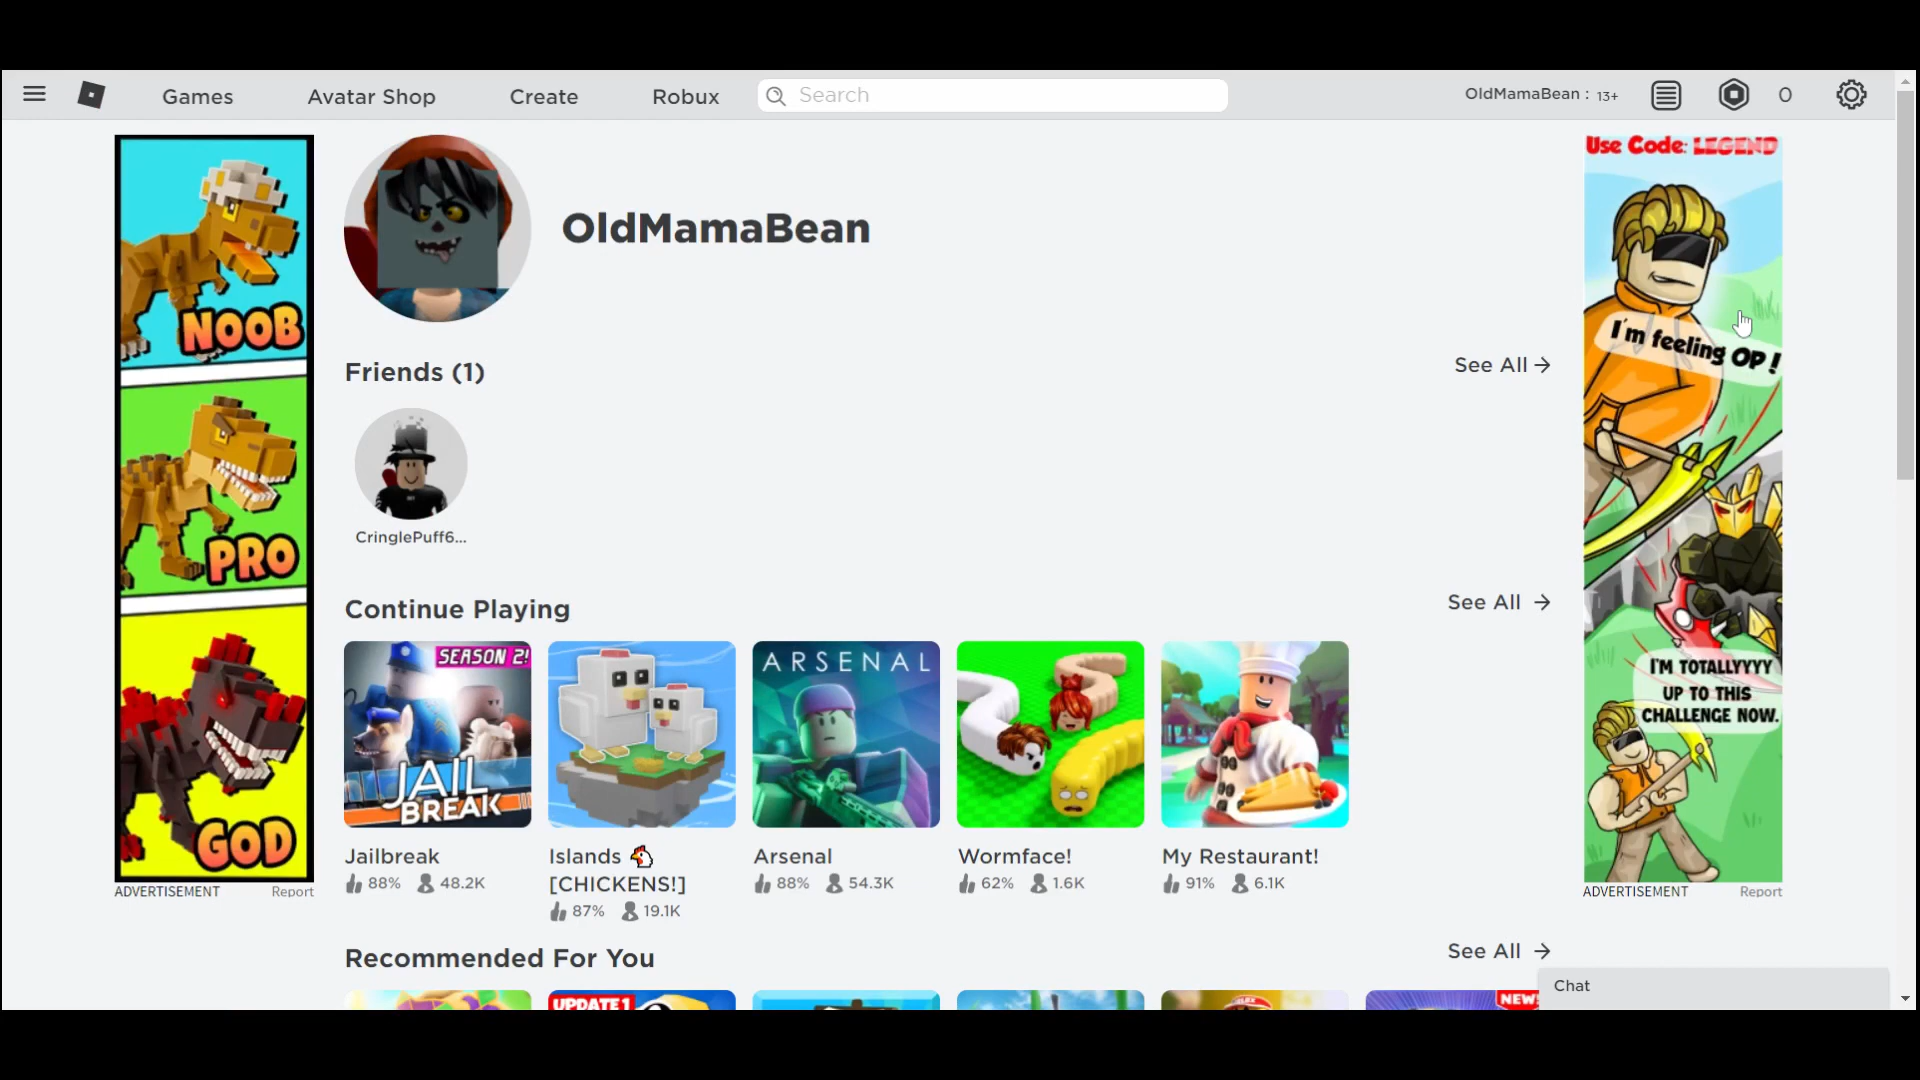 Games Avatar Shop Create Robux Search OldMamaBean : 13+ 0
NOOB
PRO
GOD
ADVERTISEMENT Report
OldMamaBean
Friends (1) See All →
CringlePuff6...
Continue Playing See All →
SEASON 2!
JAIL
BREAK
ARSENAL
Jailbreak
88% 48.2K
Islands 🐔
[CHICKENS!]
87% 19.1K
Arsenal
88% 54.3K
Wormface!
62% 1.6K
My Restaurant!
91% 6.1K
Recommended For You See All →
UPDATE 1
NEW!
Use Code: LEGEND
I'm feeling OP !
I'M TOTALLYYYY
UP TO THIS
CHALLENGE NOW.
ADVERTISEMENT Report
Chat